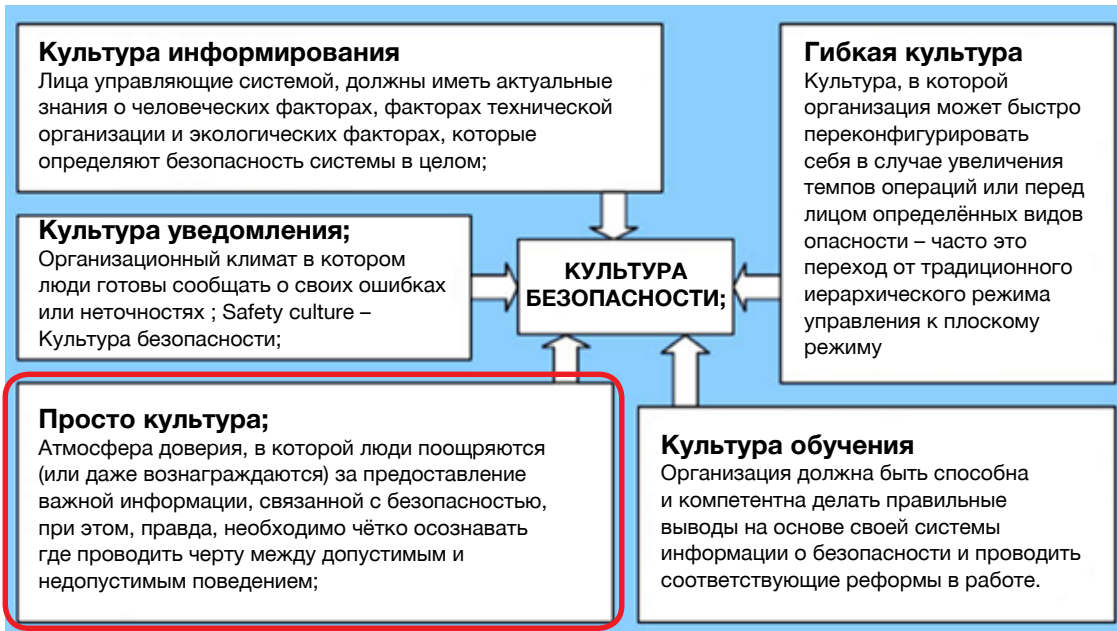 Культура информирования
Лица управляющие системой, должны иметь актуальные
знания о человеческих факторах, факторах технической
организации и экологических факторах, которые
определяют безопасность системы в целом;
Гибкая культура
Культура, в которой
организация может быстро
переконфигурировать
себя в случае увеличения
темпов операций или перед
лицом определённых видов
опасности – часто это
переход от традиционного
иерархического режима
управления к плоскому
режиму
Культура уведомления;
Организационный климат в котором
люди готовы сообщать о своих ошибках
или неточностях ; Safety culture –
Культура безопасности;
КУЛЬТУРА
БЕЗОПАСНОСТИ;
Просто культура;
Атмосфера доверия, в которой люди поощряются
(или даже вознаграждаются) за предоставление
важной информации, связанной с безопасностью,
при этом, правда, необходимо чётко осознавать
где проводить черту между допустимым и
недопустимым поведением;
Культура обучения
Организация должна быть способна
и компетентна делать правильные
выводы на основе своей системы
информации о безопасности и проводить
соответствующие реформы в работе.